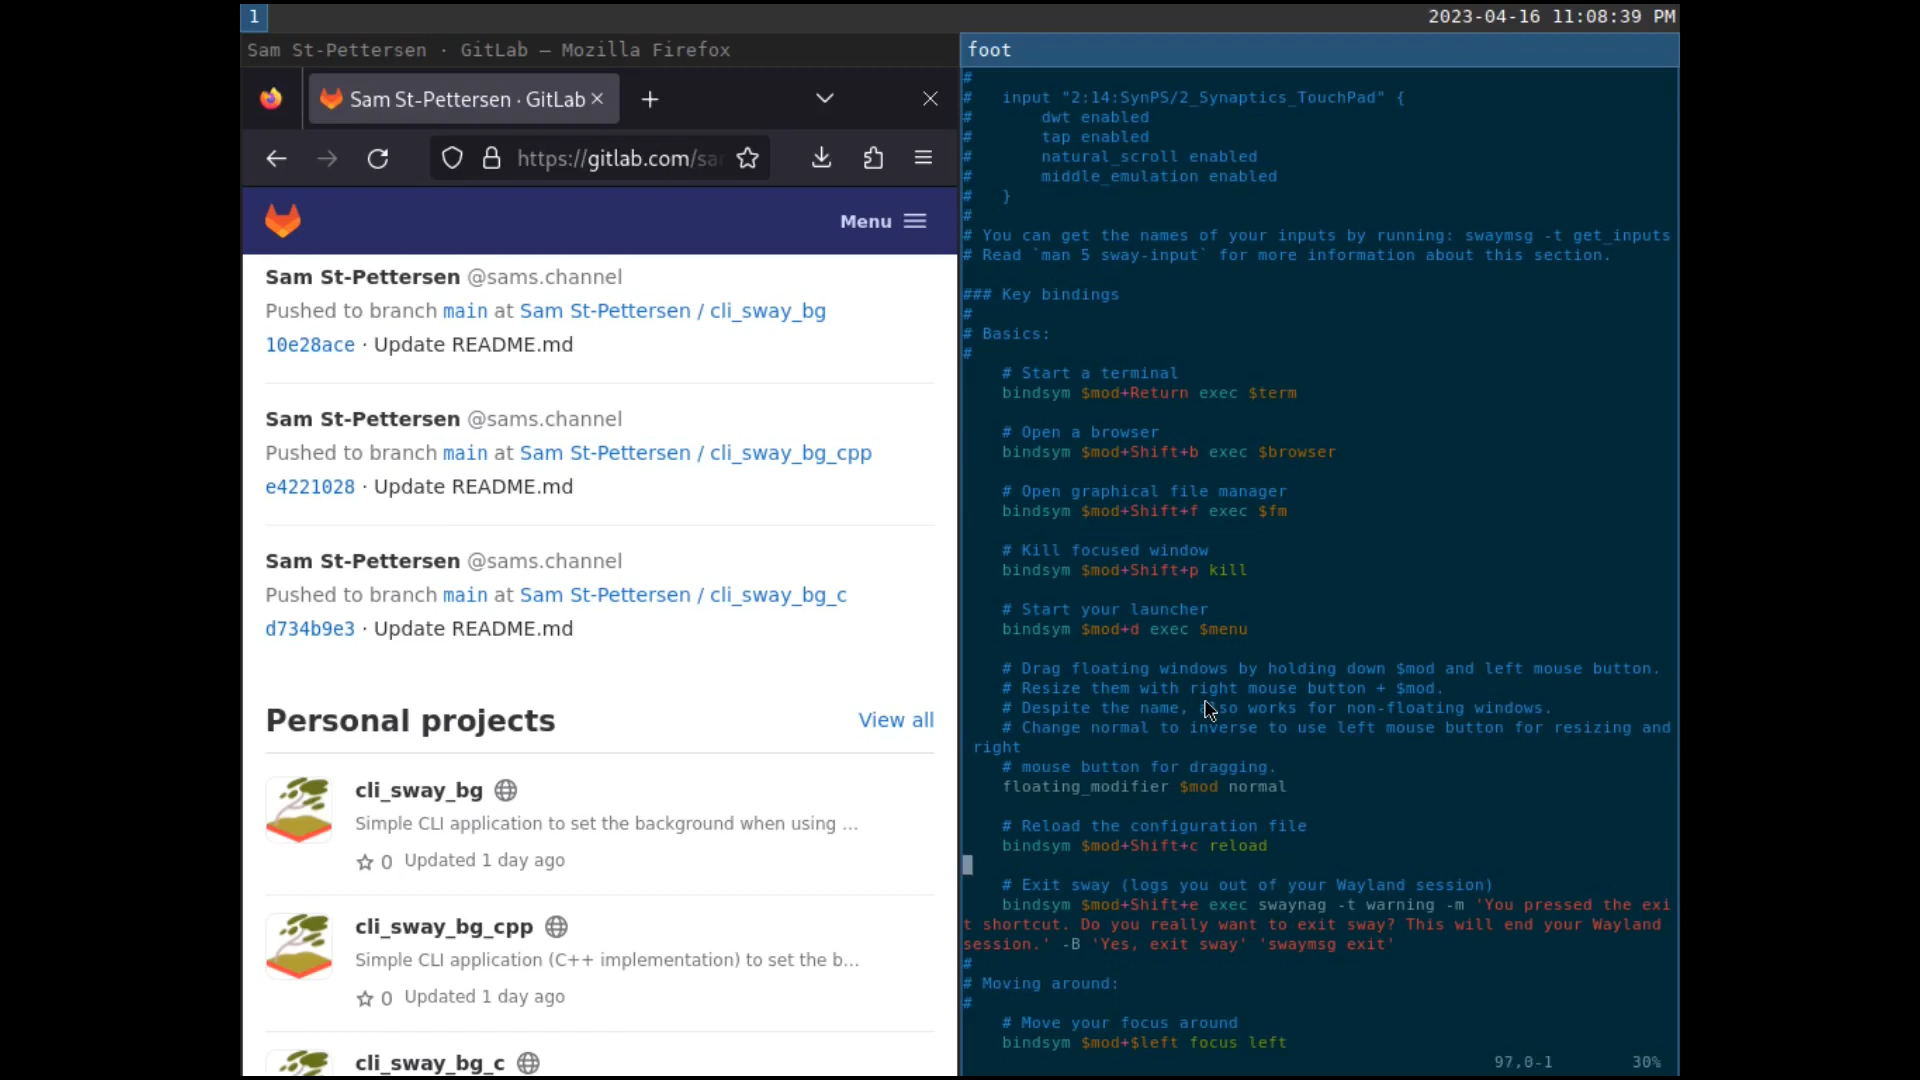 1
2023-04-16 11:08:39 PM
Sam St-Pettersen · GitLab — Mozilla Firefox
Sam St-Pettersen · GitLab
https://gitlab.com/sa
Menu
Sam St-Pettersen @sams.channel
Pushed to branch main at Sam St-Pettersen / cli_sway_bg
10e28ace · Update README.md
Sam St-Pettersen @sams.channel
Pushed to branch main at Sam St-Pettersen / cli_sway_bg_cpp
e4221028 · Update README.md
Sam St-Pettersen @sams.channel
Pushed to branch main at Sam St-Pettersen / cli_sway_bg_c
d734b9e3 · Update README.md
Personal projects
View all
cli_sway_bg
Simple CLI application to set the background when using ...
0 Updated 1 day ago
cli_sway_bg_cpp
Simple CLI application (C++ implementation) to set the b...
0 Updated 1 day ago
cli_sway_bg_c
foot
#
#   input "2:14:SynPS/2_Synaptics_TouchPad" {
#       dwt enabled
#       tap enabled
#       natural_scroll enabled
#       middle_emulation enabled
#   }
#
# You can get the names of your inputs by running: swaymsg -t get_inputs
# Read `man 5 sway-input` for more information about this section.
### Key bindings
#
# Basics:
#
    # Start a terminal
    bindsym $mod+Return exec $term
    # Open a browser
    bindsym $mod+Shift+b exec $browser
    # Open graphical file manager
    bindsym $mod+Shift+f exec $fm
    # Kill focused window
    bindsym $mod+Shift+p kill
    # Start your launcher
    bindsym $mod+d exec $menu
    # Drag floating windows by holding down $mod and left mouse button.
    # Resize them with right mouse button + $mod.
    # Despite the name, also works for non-floating windows.
    # Change normal to inverse to use left mouse button for resizing and
 right
    # mouse button for dragging.
    floating_modifier $mod normal
    # Reload the configuration file
    bindsym $mod+Shift+c reload
    # Exit sway (logs you out of your Wayland session)
    bindsym $mod+Shift+e exec swaynag -t warning -m 'You pressed the exi
t shortcut. Do you really want to exit sway? This will end your Wayland
session.' -B 'Yes, exit sway' 'swaymsg exit'
#
# Moving around:
#
    # Move your focus around
    bindsym $mod+$left focus left
97,0-1 30%